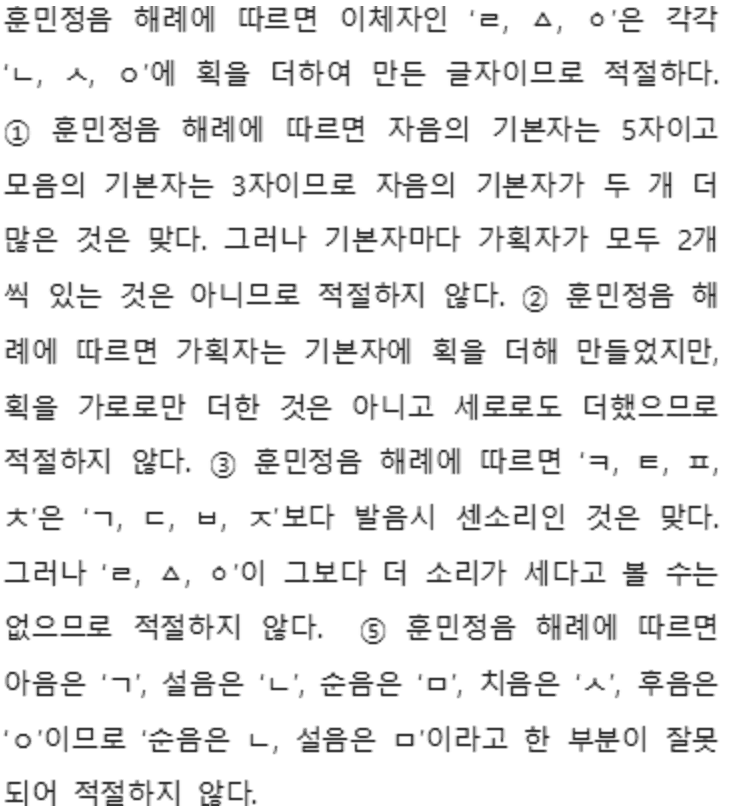 훈민정음 해례에 따르면 이체자인 'ㄹ, ㅿ, ㆁ'은 각각
'ㄴ, ㅅ, ㅇ'에 획을 더하여 만든 글자이므로 적절하다.
① 훈민정음 해례에 따르면 자음의 기본자는 5자이고
모음의 기본자는 3자이므로 자음의 기본자가 두 개 더
많은 것은 맞다. 그러나 기본자마다 가획자가 모두 2개
씩 있는 것은 아니므로 적절하지 않다. ② 훈민정음 해
례에 따르면 가획자는 기본자에 획을 더해 만들었지만,
획을 가로로만 더한 것은 아니고 세로로도 더했으므로
적절하지 않다. ③ 훈민정음 해례에 따르면 'ㅋ, ㅌ, ㅍ,
ㅊ'은 'ㄱ, ㄷ, ㅂ, ㅈ'보다 발음시 센소리인 것은 맞다.
그러나 'ㄹ, ㅿ, ㆁ'이 그보다 더 소리가 세다고 볼 수는
없으므로 적절하지 않다. ⑤ 훈민정음 해례에 따르면
아음은 'ㄱ', 설음은 'ㄴ', 순음은 'ㅁ', 치음은 'ㅅ', 후음은
'ㅇ'이므로 '순음은 ㄴ, 설음은 ㅁ'이라고 한 부분이 잘못
되어 적절하지 않다.